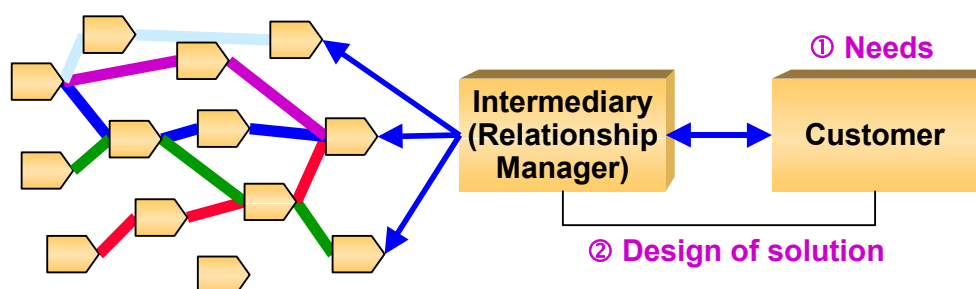 ① Needs
Intermediary
(Relationship
Manager)
Customer
② Design of solution